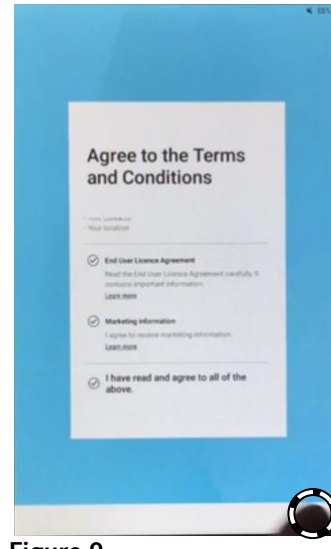 88%
Agree to the Terms
and Conditions
- Your location
End User Licence Agreement
Read the End User Licence Agreement carefully. It
contains important information.
Learn more
Marketing information
I agree to receive marketing information.
Learn more
I have read and agree to all of the
above.
Figure 9